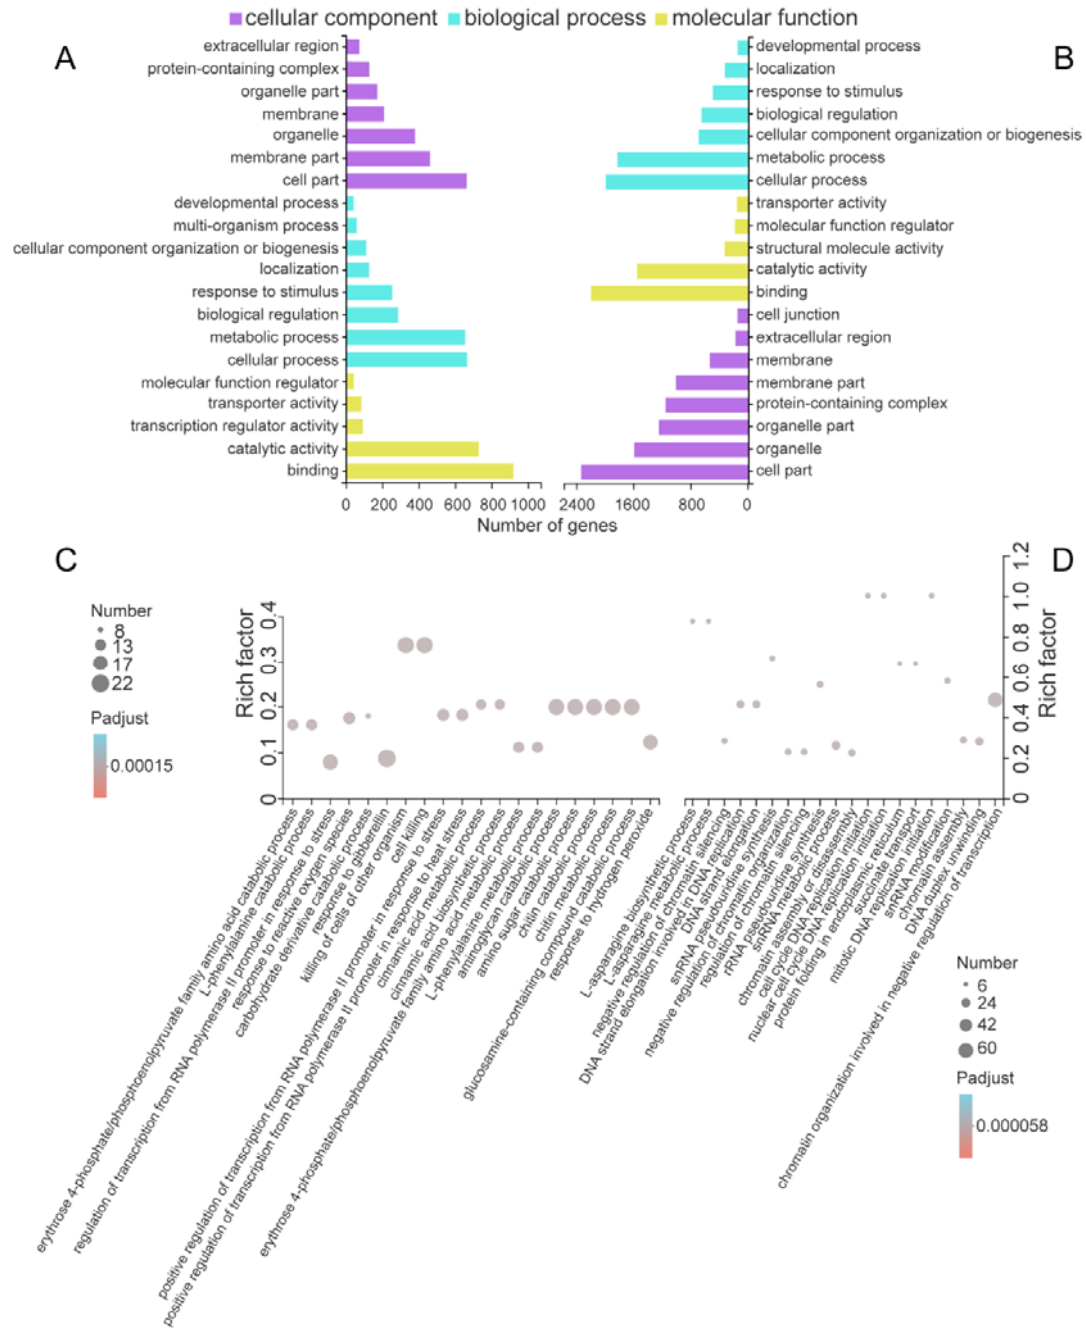 cellular component biological process molecular function
A
extracellular region
protein-containing complex
organelle part
membrane
organelle
membrane part
cell part
developmental process
multi-organism process
cellular component organization or biogenesis
localization
response to stimulus
biological regulation
metabolic process
cellular process
molecular function regulator
transporter activity
transcription regulator activity
catalytic activity
binding
0 200 400 600 800 1000
B
developmental process
localization
response to stimulus
biological regulation
cellular component organization or biogenesis
metabolic process
cellular process
transporter activity
molecular function regulator
structural molecule activity
catalytic activity
binding
cell junction
extracellular region
membrane
membrane part
protein-containing complex
organelle part
organelle
cell part
2400 1600 800 0
Number of genes
C
Number
8
13
17
22
Padjust
0.00015
Rich factor
0.4
0.3
0.2
0.1
0
erythrose 4-phosphate/phosphoenolpyruvate family amino acid catabolic process
L-phenylalanine catabolic process
regulation of transcription from RNA polymerase II promoter in response to stress
response to reactive oxygen species
carbohydrate derivative catabolic process
response to gibberellin
killing of cells of other organism
cell killing
positive regulation of transcription from RNA polymerase II promoter in response to stress
positive regulation of transcription from RNA polymerase II promoter in response to heat stress
cinnamic acid metabolic process
cinnamic acid biosynthetic process
erythrose 4-phosphate/phosphoenolpyruvate family amino acid metabolic process
L-phenylalanine metabolic process
aminoglycan catabolic process
amino sugar catabolic process
chitin catabolic process
chitin metabolic process
glucosamine-containing compound catabolic process
response to hydrogen peroxide
D
Rich factor
1.2
1.0
0.8
0.6
0.4
0.2
0
L-asparagine biosynthetic process
L-asparagine metabolic process
negative regulation of chromatin silencing
DNA strand elongation involved in DNA replication
DNA strand elongation
snRNA pseudouridine synthesis
negative regulation of chromatin organization
regulation of chromatin silencing
rRNA pseudouridine synthesis
snRNA metabolic process
chromatin assembly or disassembly
cell cycle DNA replication initiation
nuclear cell cycle DNA replication initiation
protein folding in endoplasmic reticulum
succinate transport
mitotic DNA replication initiation
snRNA modification
chromatin assembly
DNA duplex unwinding
chromatin organization involved in negative regulation of transcription
Number
6
24
42
60
Padjust
0.000058